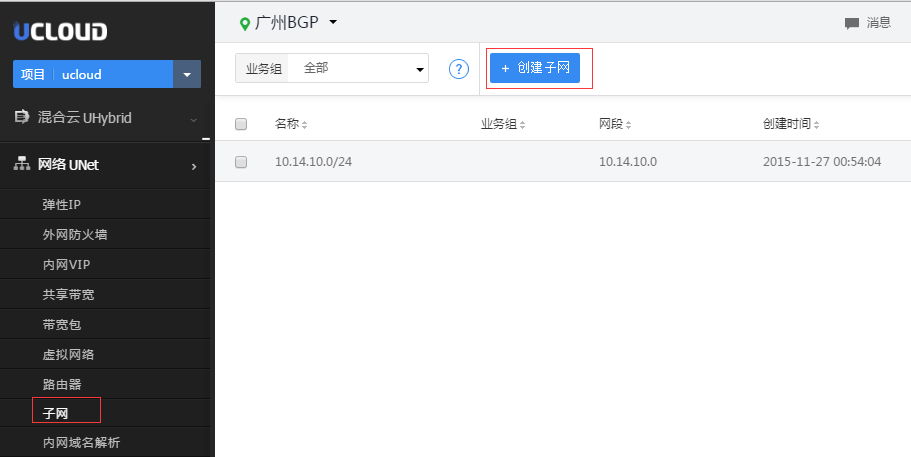 UCLOUD
项目 ucloud
混合云 UHybrid
网络 UNet
弹性IP
外网防火墙
内网VIP
共享带宽
带宽包
虚拟网络
路由器
子网
内网域名解析
广州BGP
消息
业务组 全部 ? + 创建子网
名称 业务组 网段 创建时间
10.14.10.0/24 10.14.10.0 2015-11-27 00:54:04